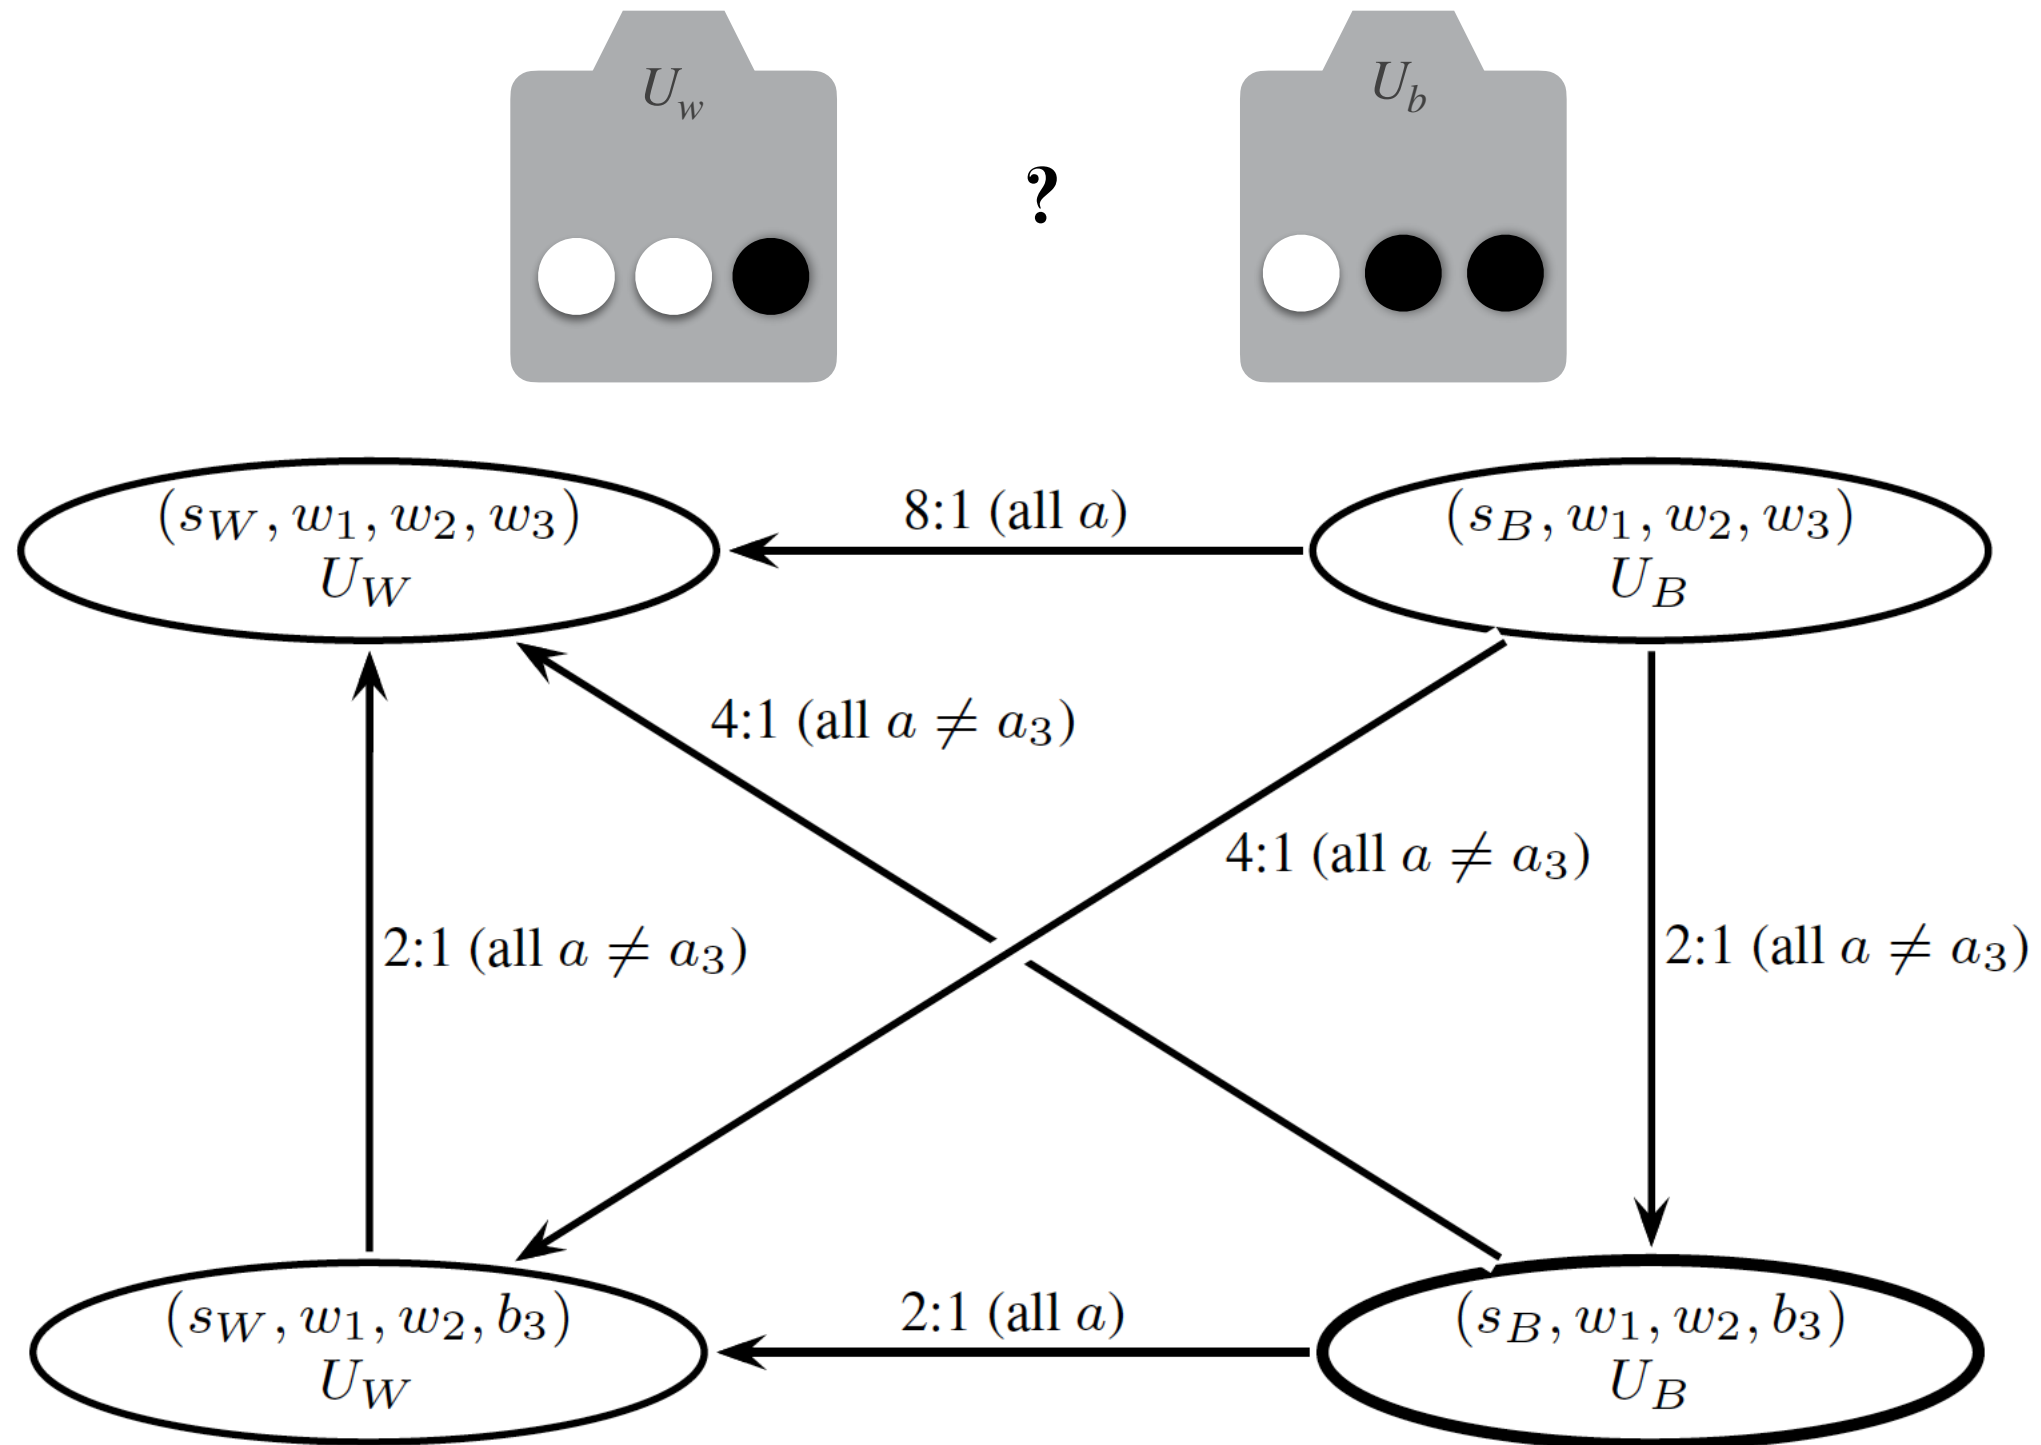 U_w
U_b
?
(s_W, w_1, w_2, w_3)
U_W
8:1 (all a)
(s_B, w_1, w_2, w_3)
U_B
4:1 (all a ≠ a_3)
4:1 (all a ≠ a_3)
2:1 (all a ≠ a_3)
2:1 (all a ≠ a_3)
(s_W, w_1, w_2, b_3)
U_W
2:1 (all a)
(s_B, w_1, w_2, b_3)
U_B